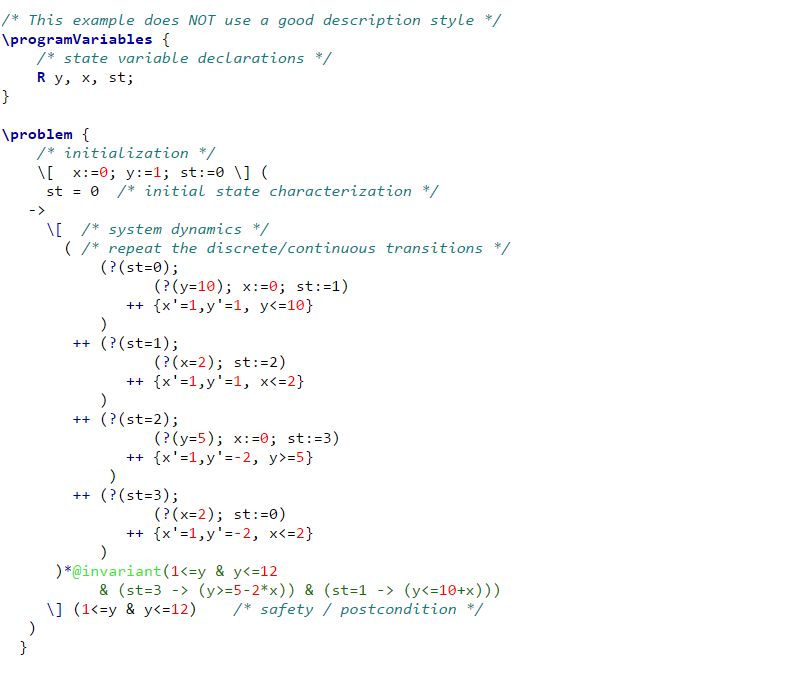 /* This example does NOT use a good description style */
\programVariables {
    /* state variable declarations */
    R y, x, st;
}

\problem {
    /* initialization */
    \[  x:=0; y:=1; st:=0 \] (
     st = 0  /* initial state characterization */
   ->
     \[  /* system dynamics */
       ( /* repeat the discrete/continuous transitions */
           (?(st=0);
                 (?(y=10); x:=0; st:=1)
              ++ {x'=1,y'=1, y<=10}
           )
        ++ (?(st=1);
                 (?(x=2); st:=2)
              ++ {x'=1,y'=1, x<=2}
           )
        ++ (?(st=2);
                 (?(y=5); x:=0; st:=3)
              ++ {x'=1,y'=-2, y>=5}
            )
        ++ (?(st=3);
                 (?(x=2); st:=0)
              ++ {x'=1,y'=-2, x<=2}
           )
      )*@invariant(1<=y & y<=12
           & (st=3 -> (y>=5-2*x)) & (st=1 -> (y<=10+x)))
     \] (1<=y & y<=12)    /* safety / postcondition */
   )
  }